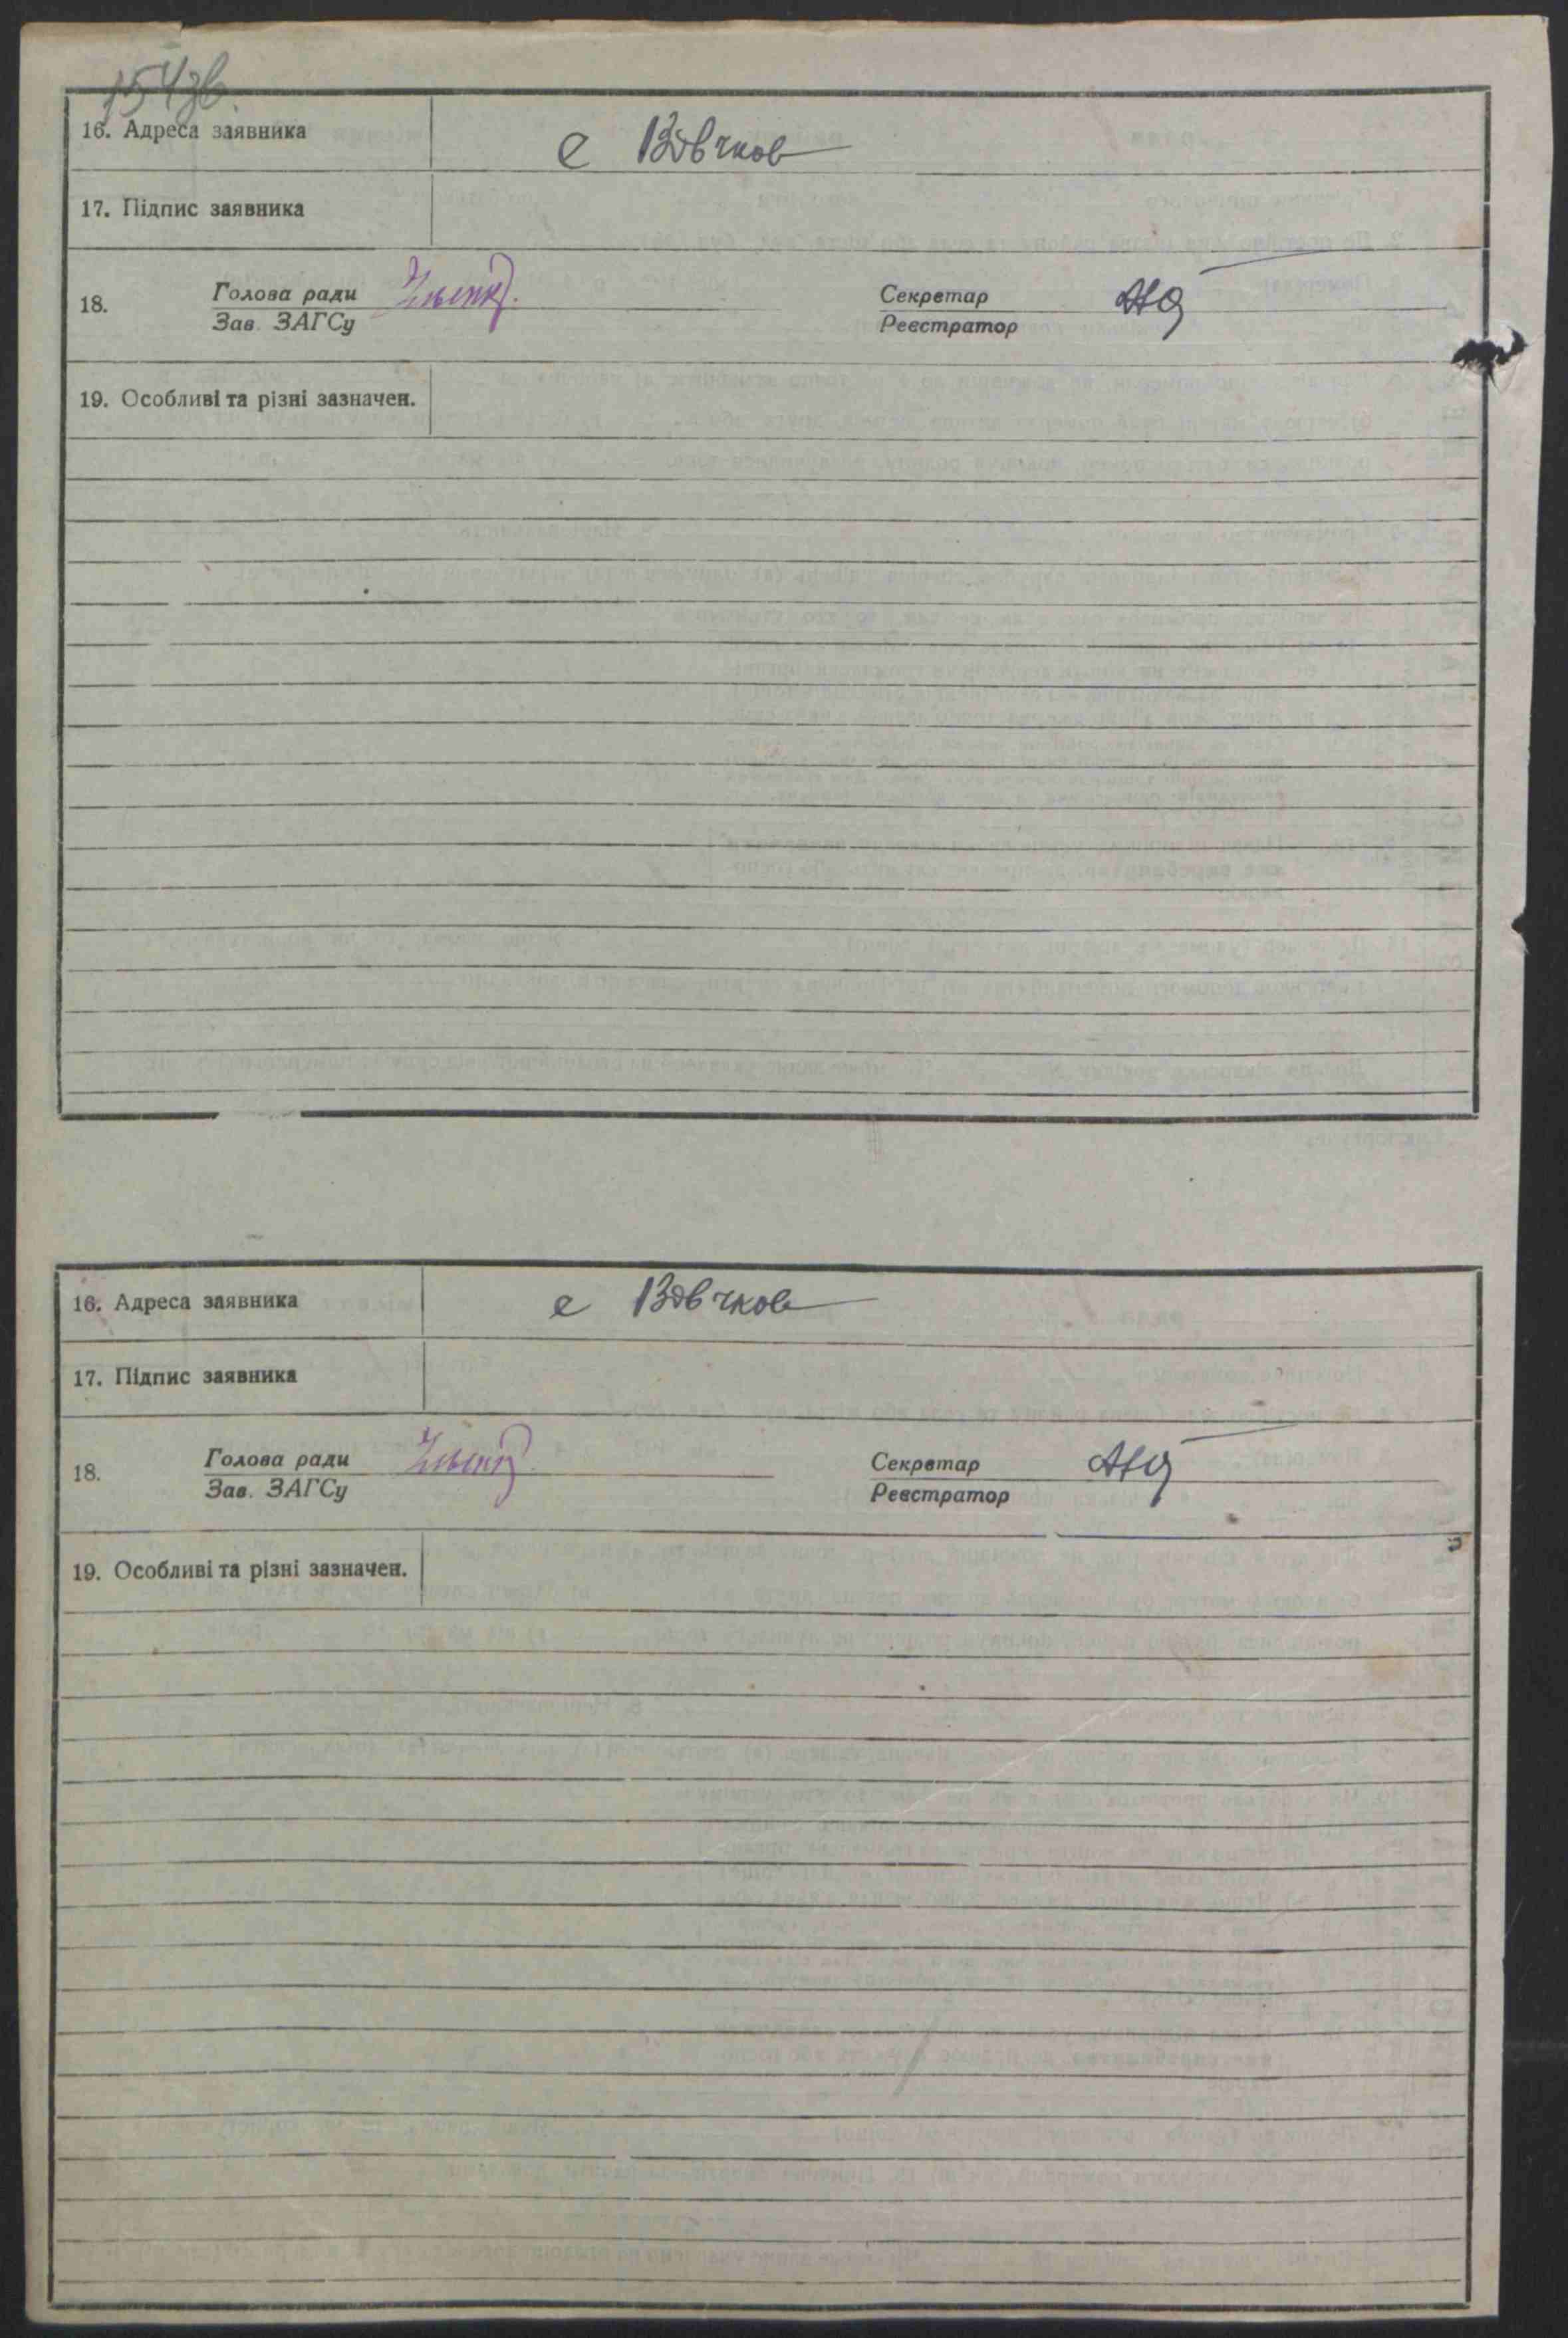 154зв.
16. Адреса заявника с Вовчков
17. Підпис заявника
18. Голова ради Секретар
Зав. ЗАГСу Реєстратор
19. Особливі та різні зазначен.
16. Адреса заявника с Вовчков
17. Підпис заявника
18. Голова ради Секретар
Зав. ЗАГСу Реєстратор
19. Особливі та різні зазначен.